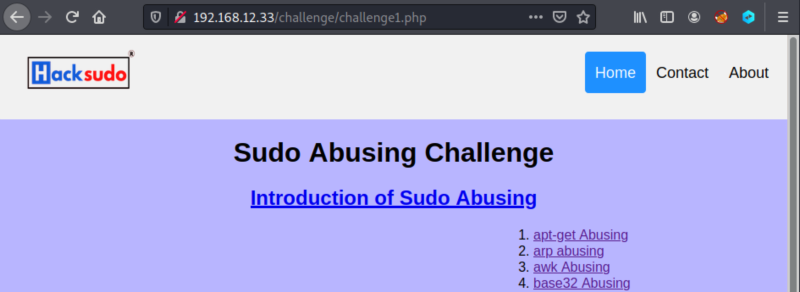 192.168.12.33/challenge/challenge1.php
Hacksudo
Home Contact About
Sudo Abusing Challenge
Introduction of Sudo Abusing
1. apt-get Abusing
2. arp abusing
3. awk Abusing
4. base32 Abusing